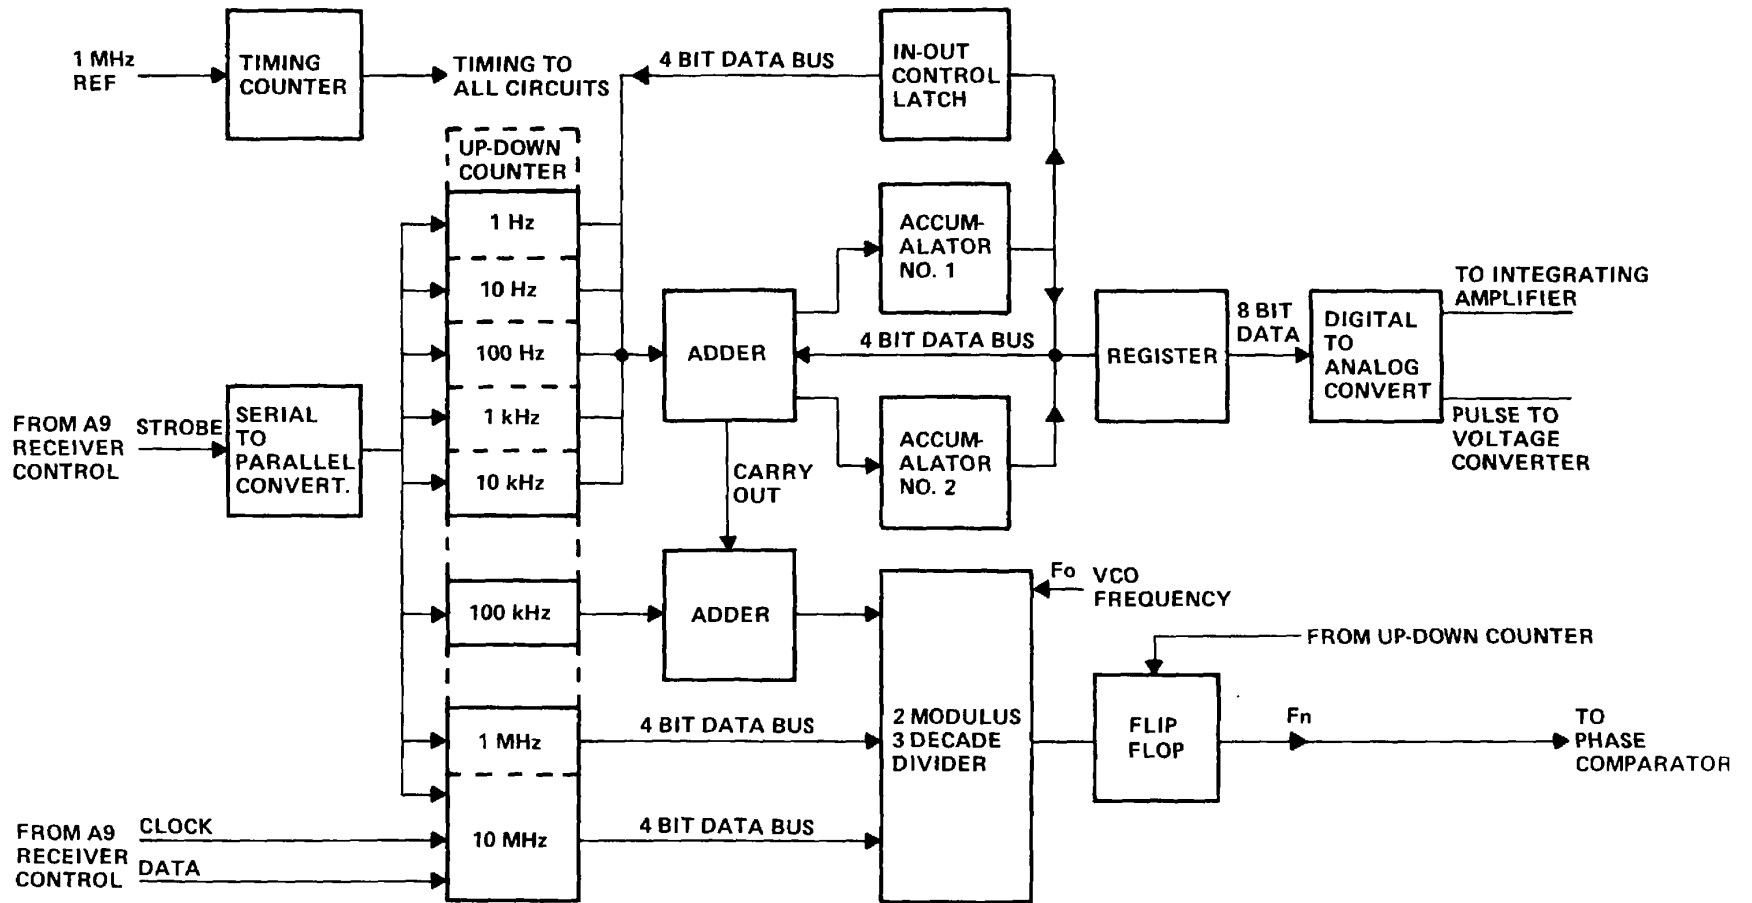 1 MHz
REF
TIMING
COUNTER
TIMING TO
ALL CIRCUITS
4 BIT DATA BUS
IN-OUT
CONTROL
LATCH
UP-DOWN
COUNTER
1 Hz
10 Hz
100 Hz
1 kHz
10 kHz
100 kHz
1 MHz
10 MHz
FROM A9
RECEIVER
CONTROL
STROBE
SERIAL
TO
PARALLEL
CONVERT.
ADDER
CARRY
OUT
ADDER
ACCUM-
ALATOR
NO. 1
4 BIT DATA BUS
ACCUM-
ALATOR
NO. 2
REGISTER
8 BIT
DATA
DIGITAL
TO
ANALOG
CONVERT
TO INTEGRATING
AMPLIFIER
PULSE TO
VOLTAGE
CONVERTER
Fo
VCO
FREQUENCY
FROM UP-DOWN COUNTER
4 BIT DATA BUS
2 MODULUS
3 DECADE
DIVIDER
FLIP
FLOP
Fn
TO
PHASE
COMPARATOR
FROM A9
RECEIVER
CONTROL
CLOCK
DATA
4 BIT DATA BUS